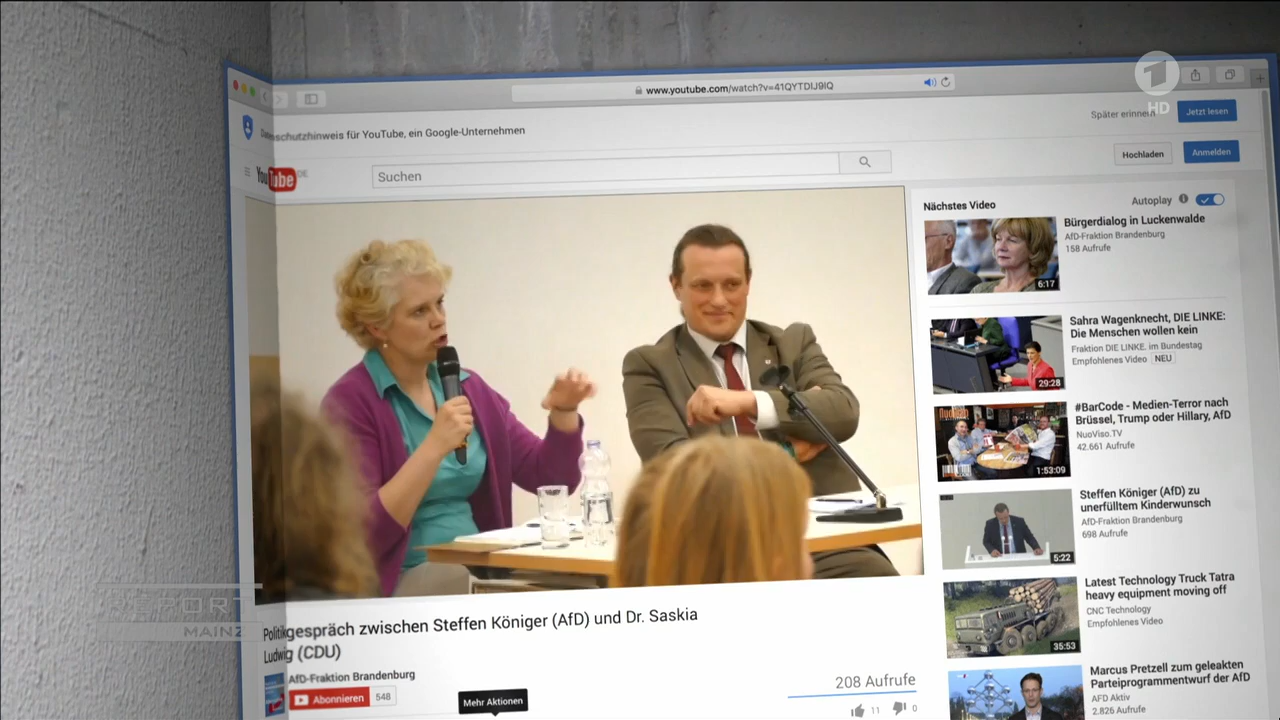 1
HD
www.youtube.com/watch?v=41QYTDIJ9IQ
Datenschutzhinweis für YouTube, ein Google-Unternehmen
Später erinnern
Jetzt lesen
YouTube DE
Suchen
Hochladen
Anmelden
Nächstes Video
Autoplay
Bürgerdialog in Luckenwalde
AfD-Fraktion Brandenburg
158 Aufrufe
6:17
Sahra Wagenknecht, DIE LINKE:
Die Menschen wollen kein
Fraktion DIE LINKE. im Bundestag
Empfohlenes Video NEU
29:28
#BarCode - Medien-Terror nach
Brüssel, Trump oder Hillary, AfD
NuoViso.TV
42.661 Aufrufe
1:53:09
Steffen Königer (AfD) zu
unerfülltem Kinderwunsch
AfD-Fraktion Brandenburg
698 Aufrufe
5:22
Latest Technology Truck Tatra
heavy equipment moving off
CNC Technology
Empfohlenes Video
35:53
Marcus Pretzell zum geleakten
Parteiprogrammentwurf der AfD
AFD Aktiv
2.826 Aufrufe
REPORT
MAINZ
Politikgespräch zwischen Steffen Königer (AfD) und Dr. Saskia
Ludwig (CDU)
AfD-Fraktion Brandenburg
Abonnieren 548
Mehr Aktionen
208 Aufrufe
11 0